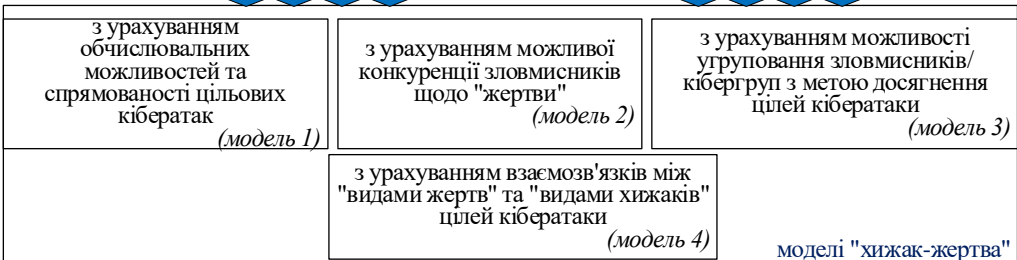 з урахуванням
обчислювальних
можливостей та
спрямованості цільових
кібератак
(модель 1)
з урахуванням можливої
конкуренції зловмисників
щодо "жертви"
(модель 2)
з урахуванням можливості
угруповання зловмисників/
кібергруп з метою досягнення
цілей кібератаки
(модель 3)
з урахуванням взаємозв'язків між
"видами жертв" та "видами хижаків"
цілей кібератаки
(модель 4)
моделі "хижак-жертва"